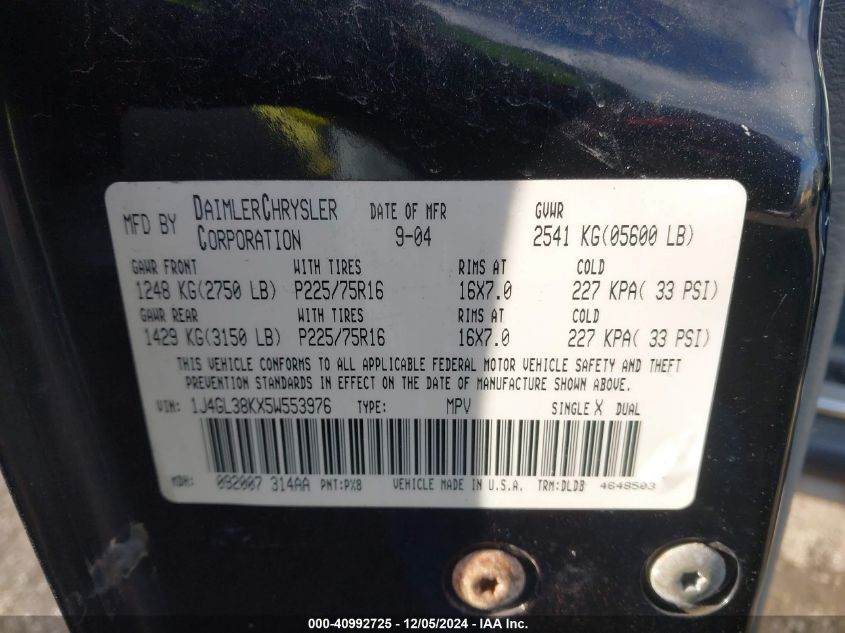 MFD BY DAIMLERCHRYSLER CORPORATION DATE OF MFR 9-04 GVWR 2541 KG(05600 LB)
GAWR FRONT WITH TIRES RIMS AT COLD
1248 KG(2750 LB) P225/75R16 16X7.0 227 KPA( 33 PSI)
GAWR REAR WITH TIRES RIMS AT COLD
1429 KG(3150 LB) P225/75R16 16X7.0 227 KPA( 33 PSI)
THIS VEHICLE CONFORMS TO ALL APPLICABLE FEDERAL MOTOR VEHICLE SAFETY AND THEFT
PREVENTION STANDARDS IN EFFECT ON THE DATE OF MANUFACTURE SHOWN ABOVE.
VIN: 1J4GL38KX5W553976 TYPE: MPV SINGLE X DUAL
MDH: 092007 314AA PNT:PX8 VEHICLE MADE IN U.S.A. TRM:DLDB 4648503
000-40992725 - 12/05/2024 - IAA Inc.